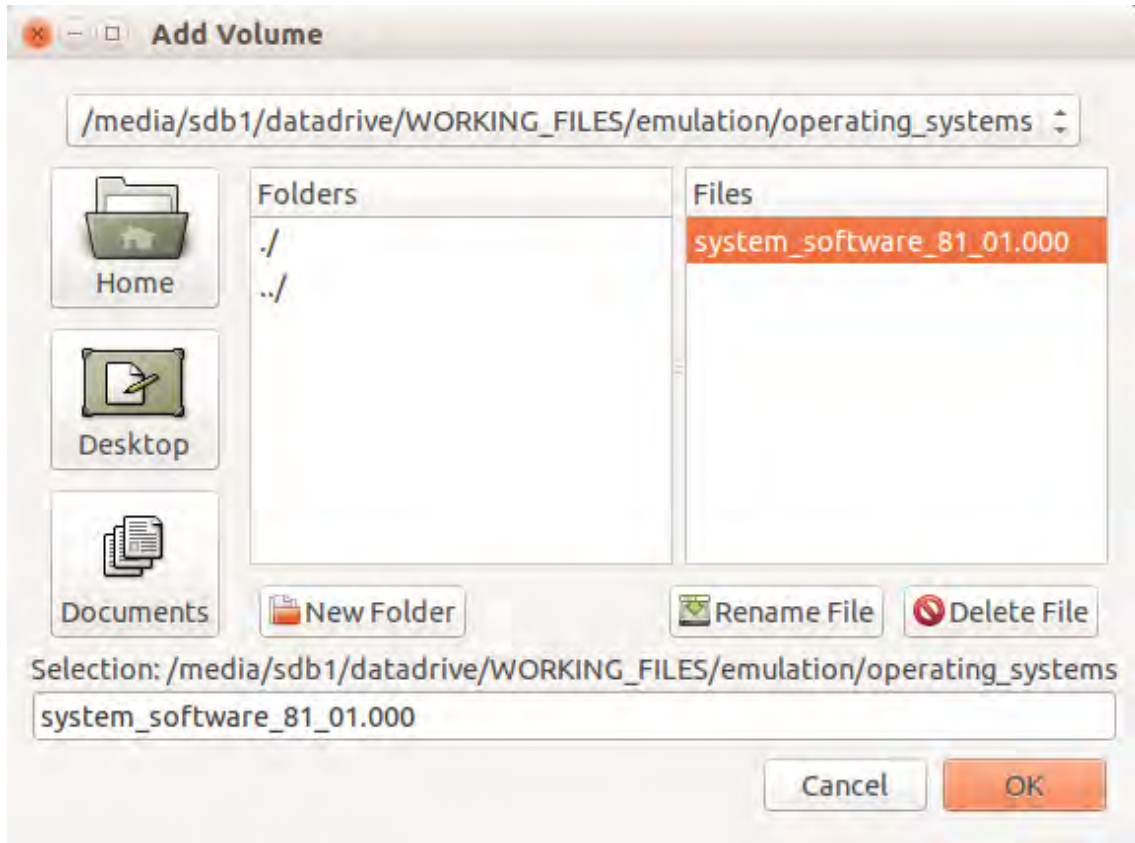 Add Volume
/media/sdb1/datadrive/WORKING_FILES/emulation/operating_systems
Home
Desktop
Documents
Folders
./
../
Files
system_software_81_01.000
New Folder
Rename File
Delete File
Selection: /media/sdb1/datadrive/WORKING_FILES/emulation/operating_systems
system_software_81_01.000
Cancel
OK